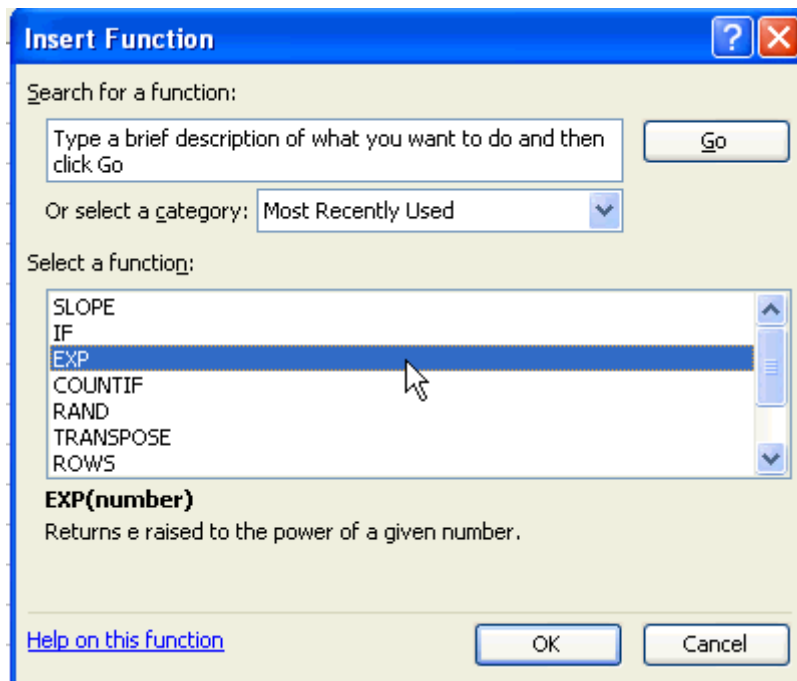 Insert Function
Search for a function:
Type a brief description of what you want to do and then
click Go
Go
Or select a category: Most Recently Used
Select a function:
SLOPE
IF
EXP
COUNTIF
RAND
TRANSPOSE
ROWS
EXP(number)
Returns e raised to the power of a given number.
Help on this function
OK
Cancel